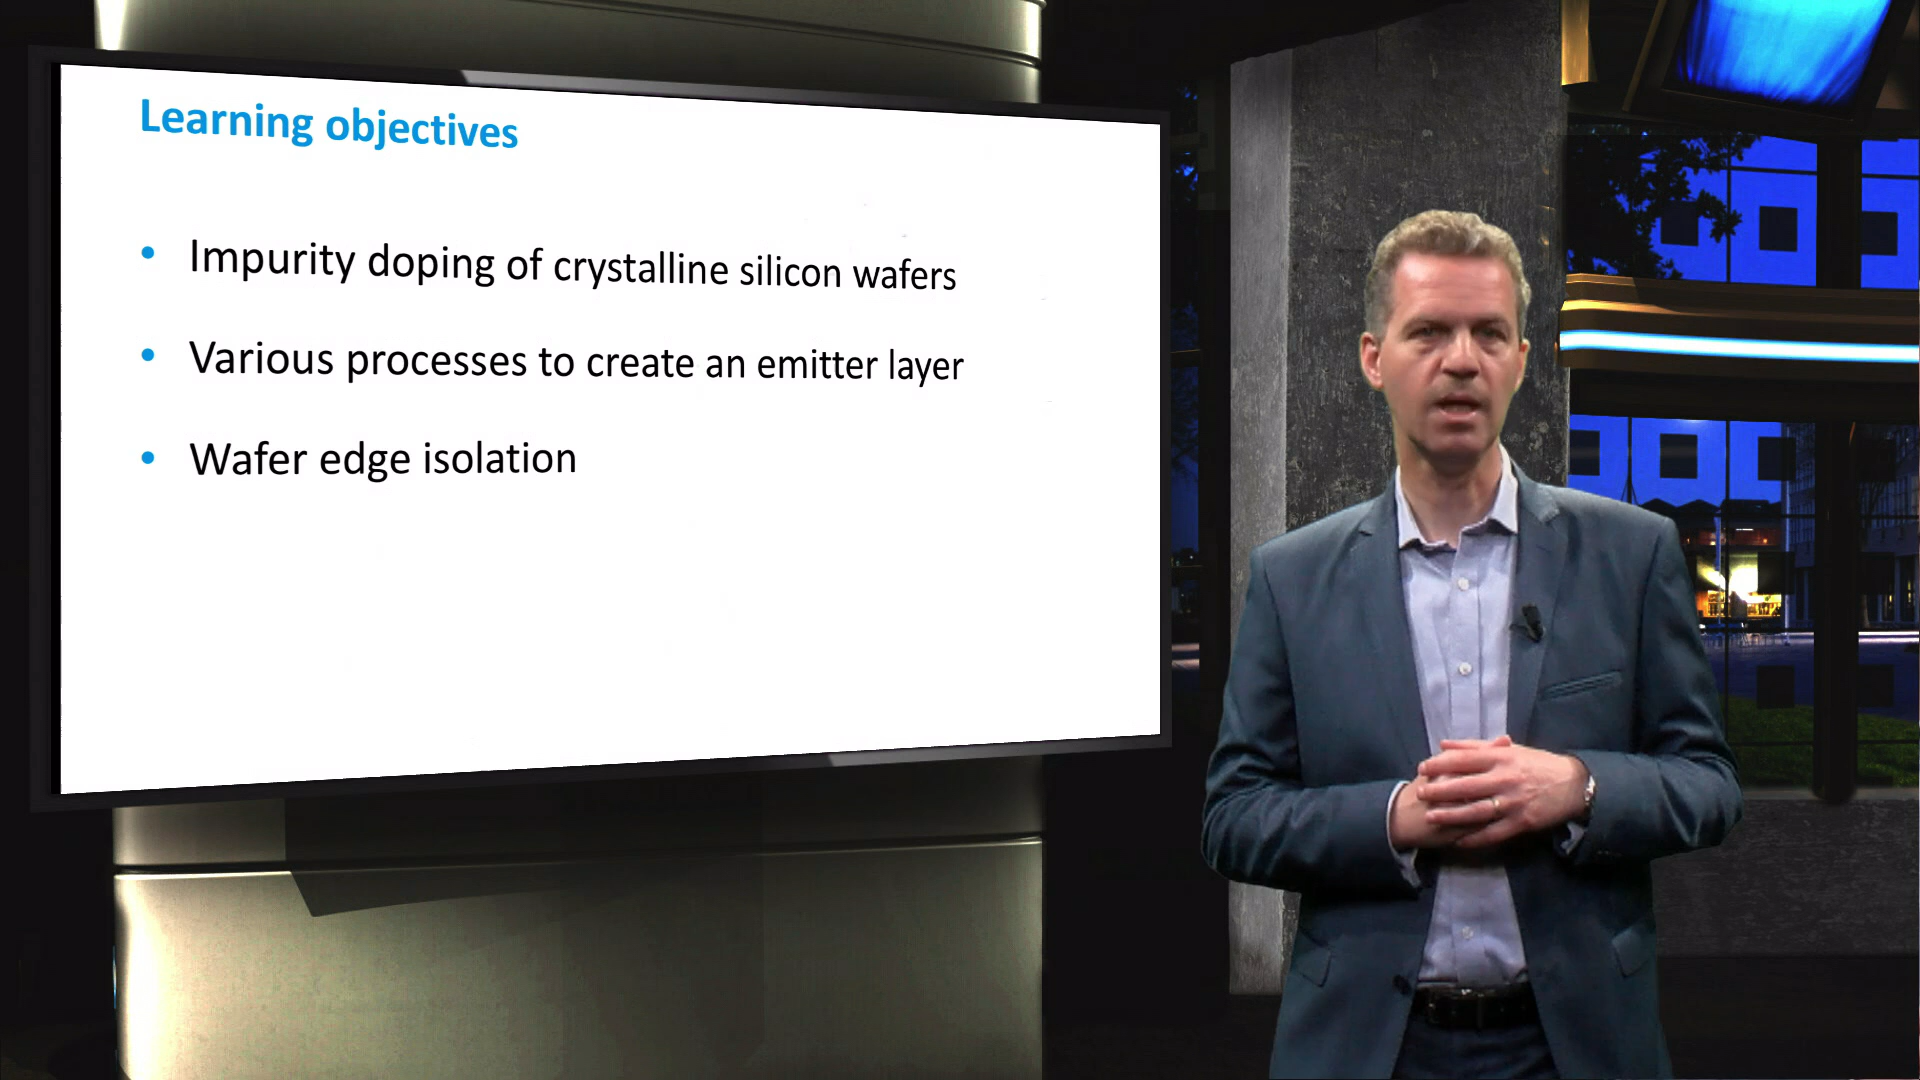 Learning objectives
• Impurity doping of crystalline silicon wafers
• Various processes to create an emitter layer
• Wafer edge isolation